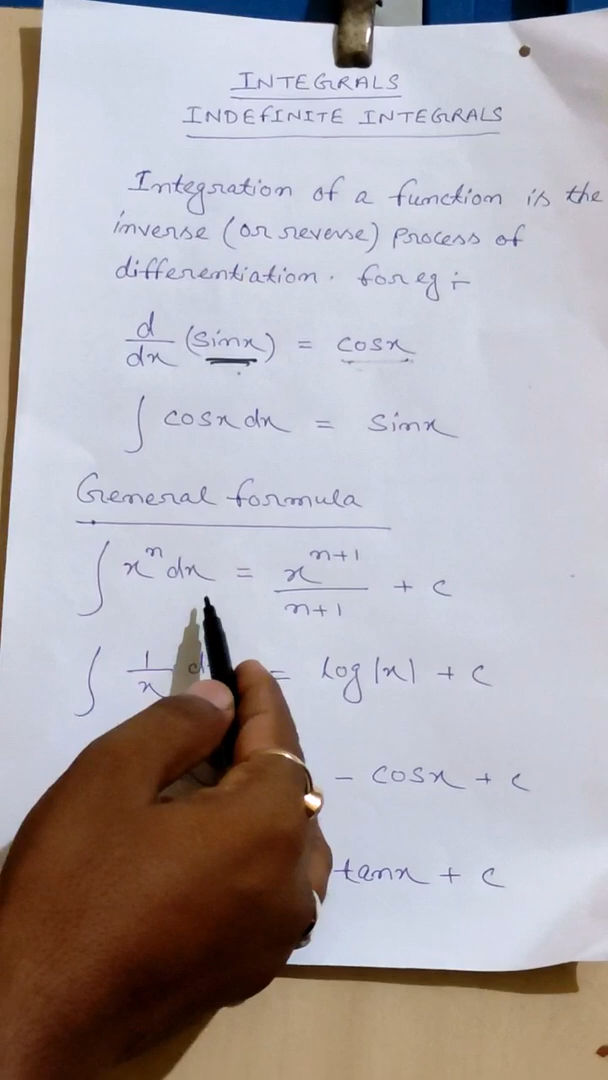 INTEGRALS
INDEFINITE INTEGRALS
Integration of a function is the
inverse (or reverse) process of
differentiation. for eg :-
d/dx (sinx) = cosx
∫ cosx dx = sinx
General formula
∫ xⁿ dx = xⁿ⁺¹/n+1 + c
∫ 1/x d = log|x| + c
- cosx + c
tanx + c